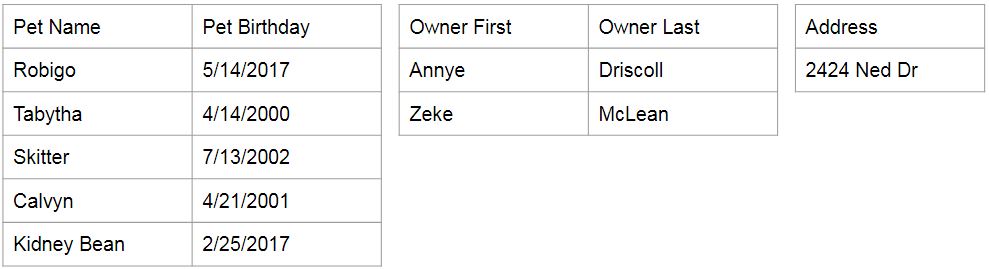 Pet Name Pet Birthday Owner First Owner Last Address
Robigo 5/14/2017 Annye Driscoll 2424 Ned Dr
Tabytha 4/14/2000 Zeke McLean
Skitter 7/13/2002
Calvyn 4/21/2001
Kidney Bean 2/25/2017